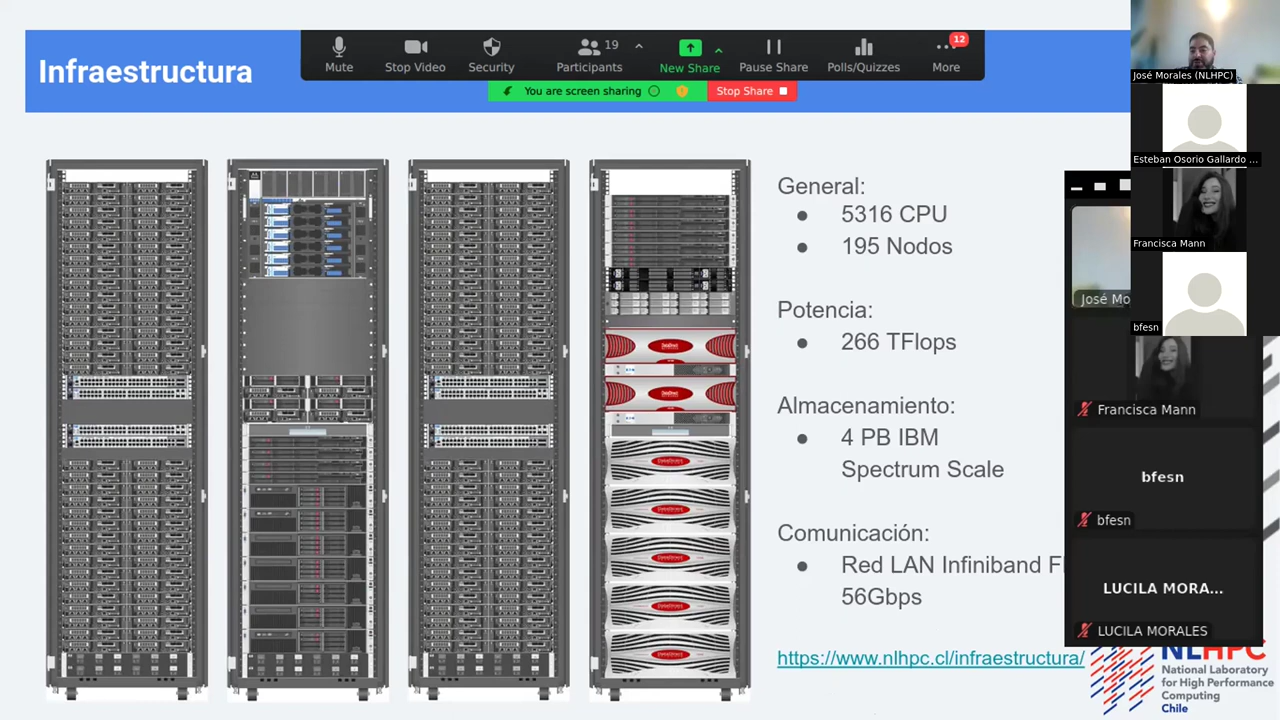 Infraestructura
Mute
Stop Video
Security
19
Participants
New Share
Pause Share
Polls/Quizzes
12
More
You are screen sharing
Stop Share
General:
● 5316 CPU
● 195 Nodos
Potencia:
● 266 TFlops
Almacenamiento:
● 4 PB IBM
Spectrum Scale
Comunicación:
● Red LAN Infiniband
56Gbps
https://www.nlhpc.cl/infraestructura/
José Morales (NLHPC)
Esteban Osorio Gallardo ...
Francisca Mann
bfesn
José Mo
Francisca Mann
bfesn
bfesn
LUCILA MORA...
LUCILA MORALES
NLHPC
National Laboratory
for High Performance
Computing
Chile